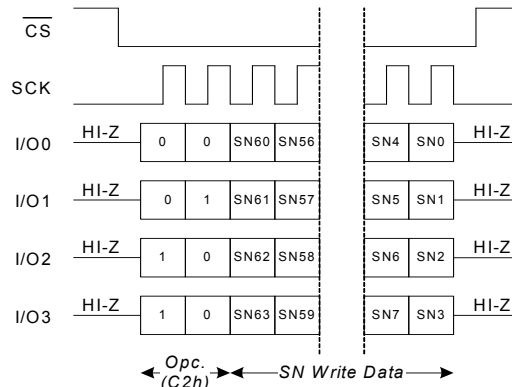 CS
SCK
I/O0 HI-Z 0 0 SN60 SN56 SN4 SN0 HI-Z
I/O1 HI-Z 0 1 SN61 SN57 SN5 SN1 HI-Z
I/O2 HI-Z 1 0 SN62 SN58 SN6 SN2 HI-Z
I/O3 HI-Z 1 0 SN63 SN59 SN7 SN3 HI-Z
Opc. SN Write Data
(C2h)